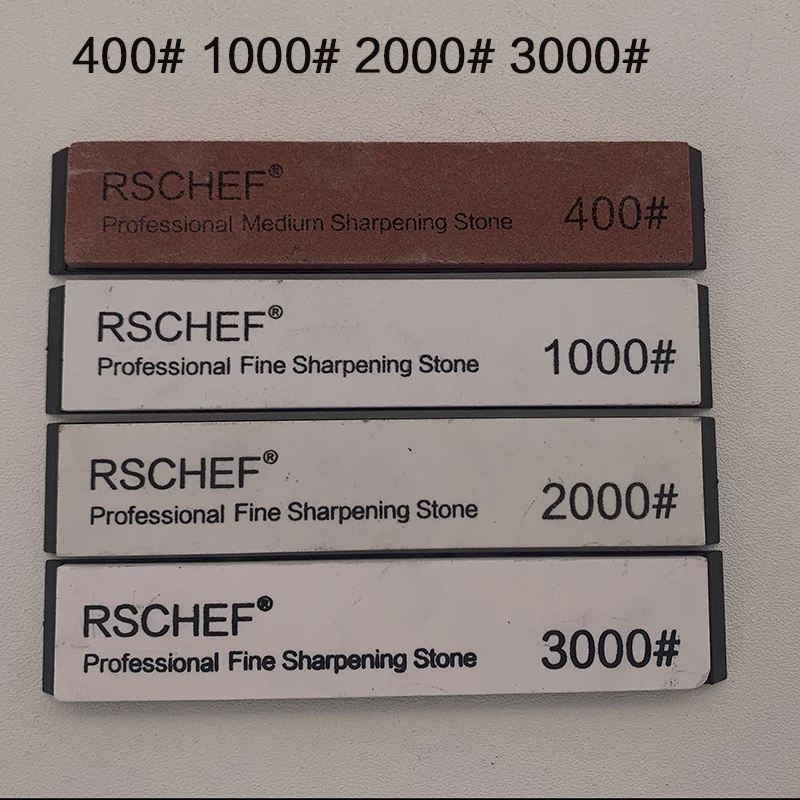 400# 1000# 2000# 3000#
RSCHEF®
Professional Medium Sharpening Stone 400#
RSCHEF®
Professional Fine Sharpening Stone 1000#
RSCHEF®
Professional Fine Sharpening Stone 2000#
RSCHEF®
Professional Fine Sharpening Stone 3000#